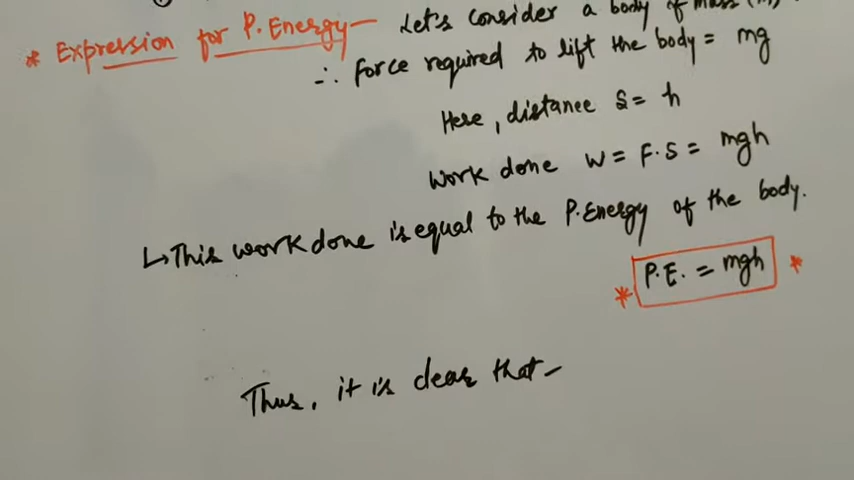 * Expression for P. Energy— Let's consider a body of mass (m)
∴ force required to lift the body = mg
Here, distance s = h
Work done W = F·S = mgh
↳ This work done is equal to the P. Energy of the body.
* P.E. = mgh *
Thus, it is clear that —